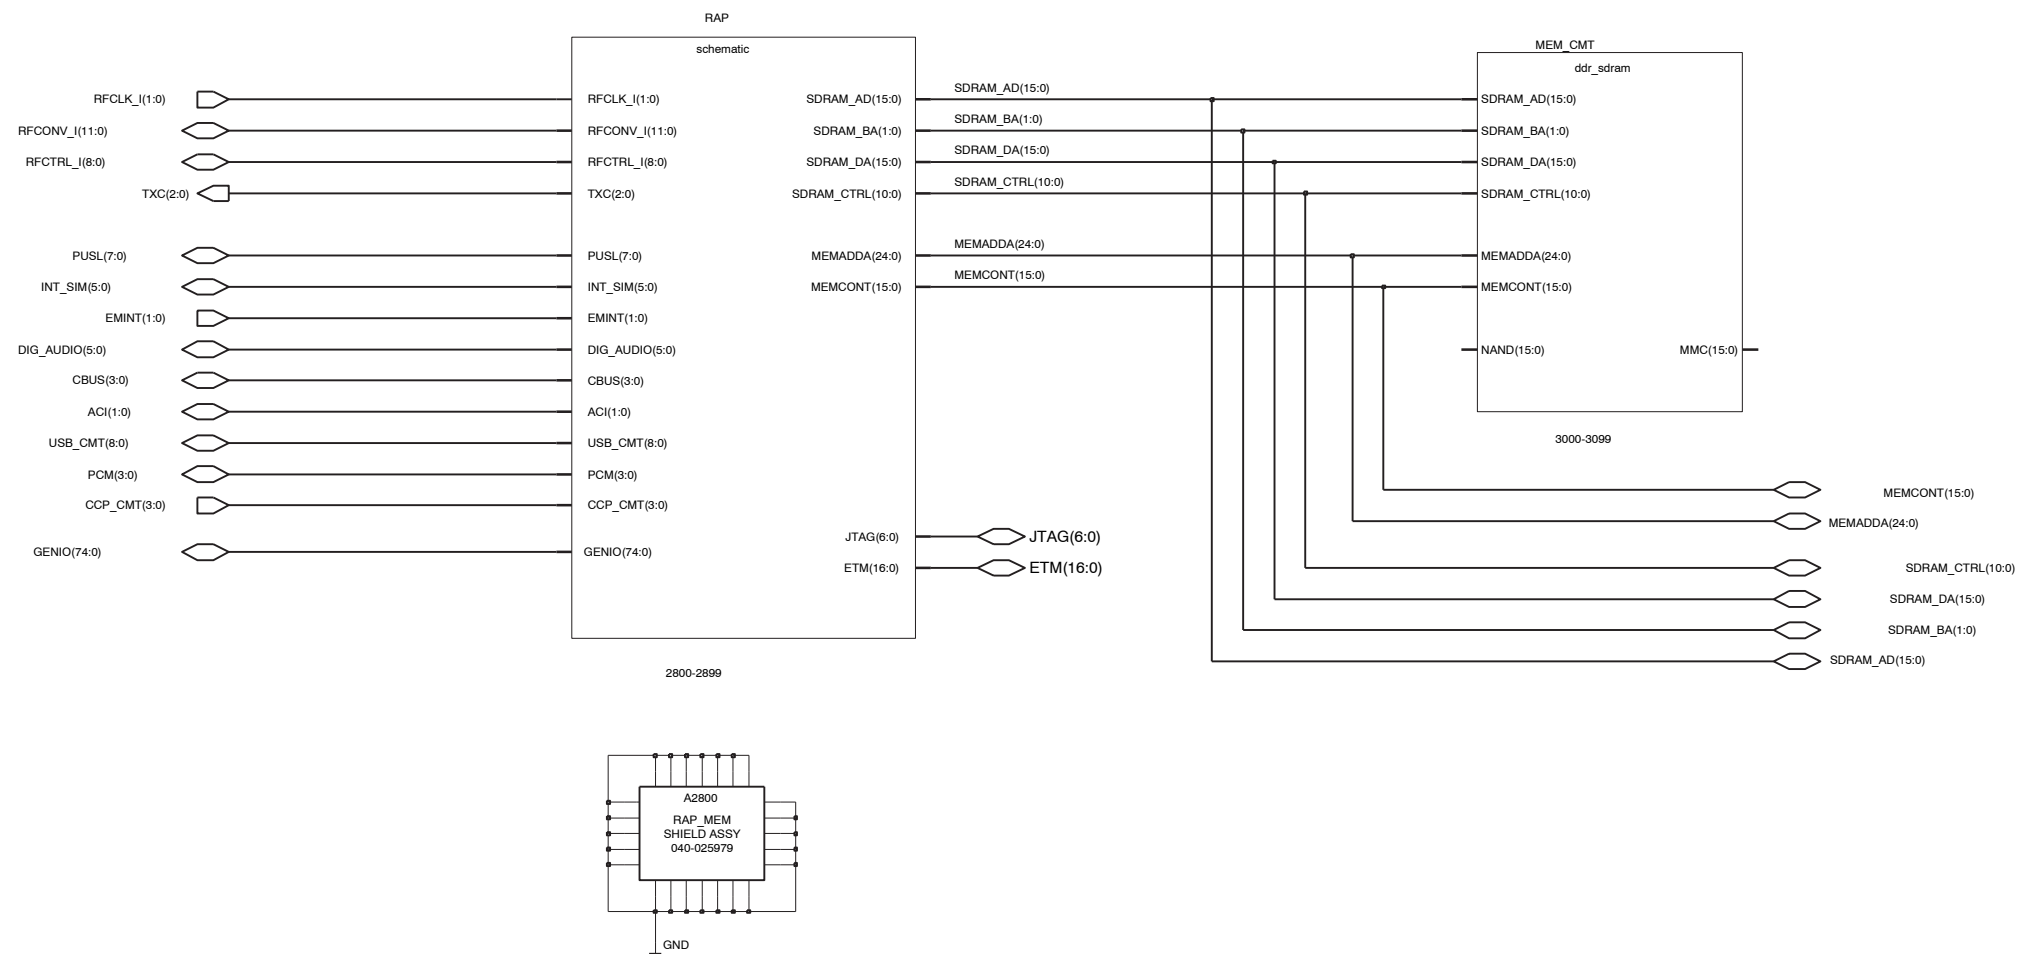 RAP
schematic
RFCLK_I(1:0)
RFCONV_I(11:0)
RFCTRL_I(8:0)
TXC(2:0)
PUSL(7:0)
INT_SIM(5:0)
EMINT(1:0)
DIG_AUDIO(5:0)
CBUS(3:0)
ACI(1:0)
USB_CMT(8:0)
PCM(3:0)
CCP_CMT(3:0)
GENIO(74:0)
RFCLK_I(1:0)
RFCONV_I(11:0)
RFCTRL_I(8:0)
TXC(2:0)
PUSL(7:0)
INT_SIM(5:0)
EMINT(1:0)
DIG_AUDIO(5:0)
CBUS(3:0)
ACI(1:0)
USB_CMT(8:0)
PCM(3:0)
CCP_CMT(3:0)
GENIO(74:0)
SDRAM_AD(15:0)
SDRAM_BA(1:0)
SDRAM_DA(15:0)
SDRAM_CTRL(10:0)
MEMADDA(24:0)
MEMCONT(15:0)
JTAG(6:0)
ETM(16:0)
2800-2899
SDRAM_AD(15:0)
SDRAM_BA(1:0)
SDRAM_DA(15:0)
SDRAM_CTRL(10:0)
MEMADDA(24:0)
MEMCONT(15:0)
JTAG(6:0)
ETM(16:0)
MEM_CMT
ddr_sdram
SDRAM_AD(15:0)
SDRAM_BA(1:0)
SDRAM_DA(15:0)
SDRAM_CTRL(10:0)
MEMADDA(24:0)
MEMCONT(15:0)
NAND(15:0)
MMC(15:0)
3000-3099
MEMCONT(15:0)
MEMADDA(24:0)
SDRAM_CTRL(10:0)
SDRAM_DA(15:0)
SDRAM_BA(1:0)
SDRAM_AD(15:0)
A2800
RAP_MEM
SHIELD ASSY
040-025979
GND